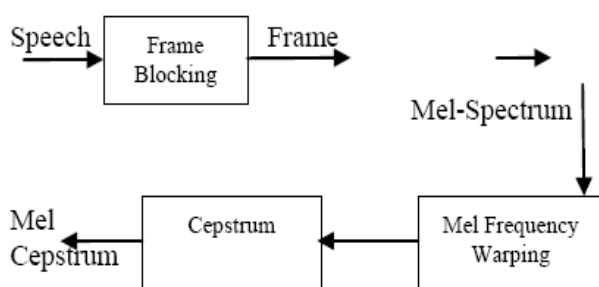 Speech
Frame
Blocking
Frame
Mel-Spectrum
Mel
Cepstrum
Cepstrum
Mel Frequency
Warping